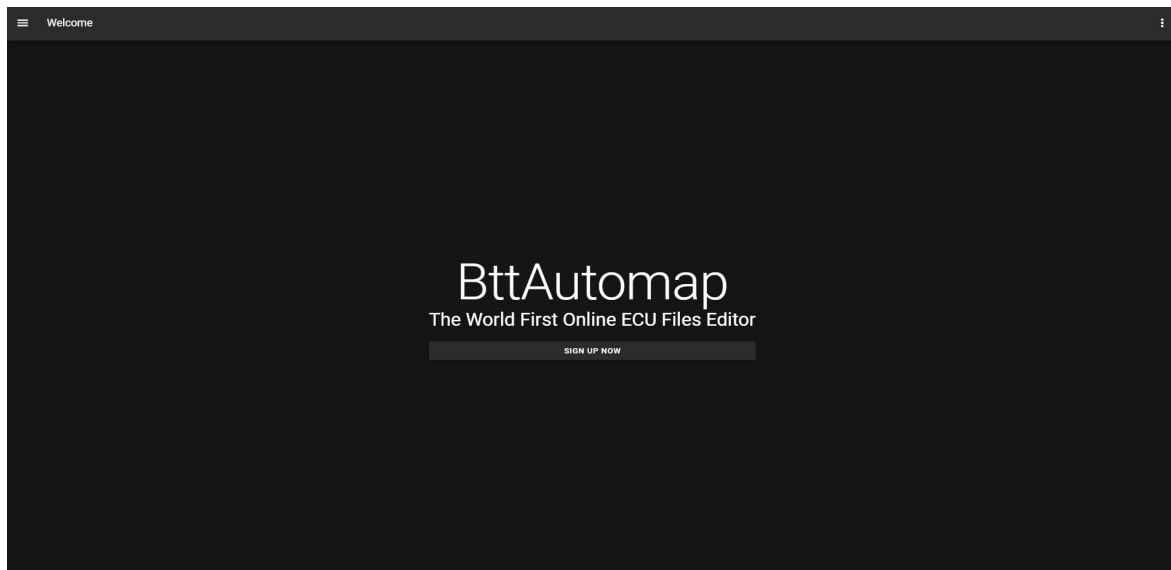 Welcome
BttAutomap
The World First Online ECU Files Editor
SIGN UP NOW